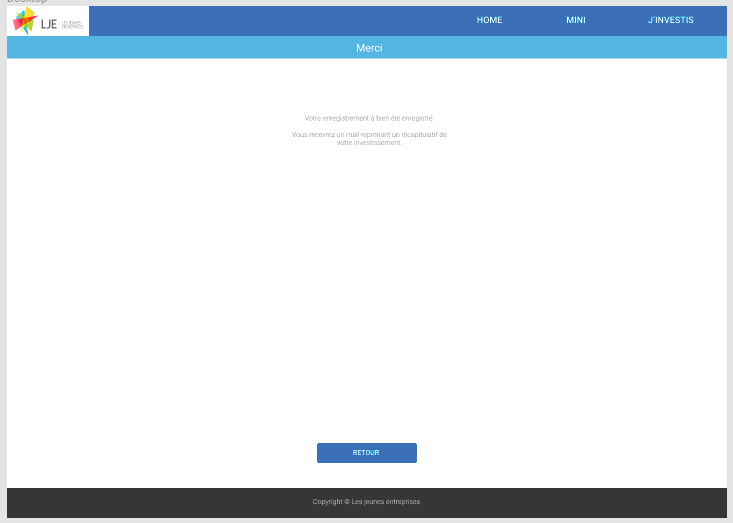 Desktop
LJE LES JEUNES
ENTREPRISES
HOME MINI J'INVESTIS
Merci
Votre enregistrement à bien été enregistré.
Vous recevrez un mail reprenant un récapitulatif de
votre investissement.
RETOUR
Copyright © Les jeunes entreprises